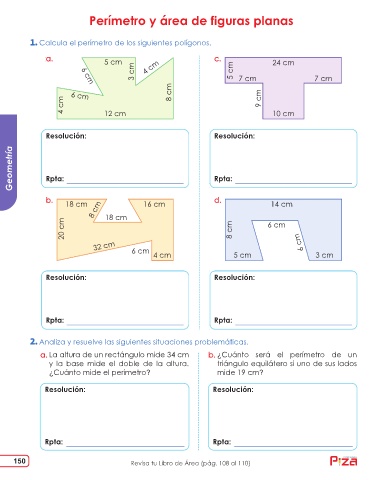 Perímetro y área de figuras planas
1. Calcula el perímetro de los siguientes polígonos.
a.
5 cm
9 cm
3 cm
4 cm
6 cm
4 cm
8 cm
12 cm
c.
24 cm
5 cm
7 cm
7 cm
9 cm
10 cm
Resolución:
Rpta:
Resolución:
Rpta:
Geometría
b.
18 cm
8 cm
16 cm
18 cm
20 cm
32 cm
6 cm
4 cm
d.
14 cm
6 cm
8 cm
5 cm
3 cm
Resolución:
Rpta:
Resolución:
Rpta:
2. Analiza y resuelve las siguientes situaciones problemáticas.
a. La altura de un rectángulo mide 34 cm
y la base mide el doble de la altura.
¿Cuánto mide el perímetro?
b. ¿Cuánto será el perímetro de un
triángulo equilátero si uno de sus lados
mide 19 cm?
Resolución:
Rpta:
Resolución:
Rpta:
150
Revisa tu Libro de Área (pág. 108 al 110)